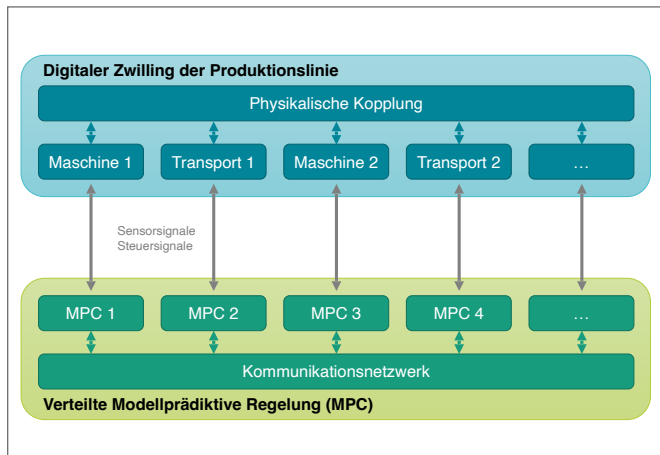 Digitaler Zwilling der Produktionslinie
Physikalische Kopplung
Maschine 1
Transport 1
Maschine 2
Transport 2
...
Sensorsignale
Steuersignale
MPC 1
MPC 2
MPC 3
MPC 4
...
Kommunikationsnetzwerk
Verteilte Modellprädiktive Regelung (MPC)